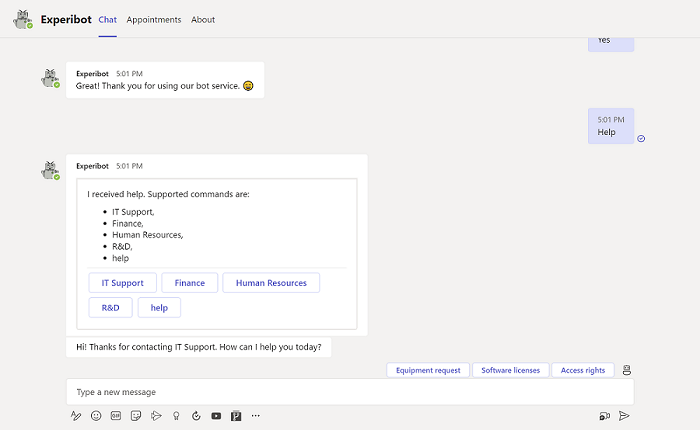 Experibot Chat Appointments About
Yes
Experibot 5:01 PM
Great! Thank you for using our bot service.
5:01 PM
Help
Experibot 5:01 PM
I received help. Supported commands are:
• IT Support,
• Finance,
• Human Resources,
• R&D,
• help
IT Support Finance Human Resources
R&D help
Hi! Thanks for contacting IT Support. How can I help you today?
Equipment request Software licenses Access rights
Type a new message
GIF